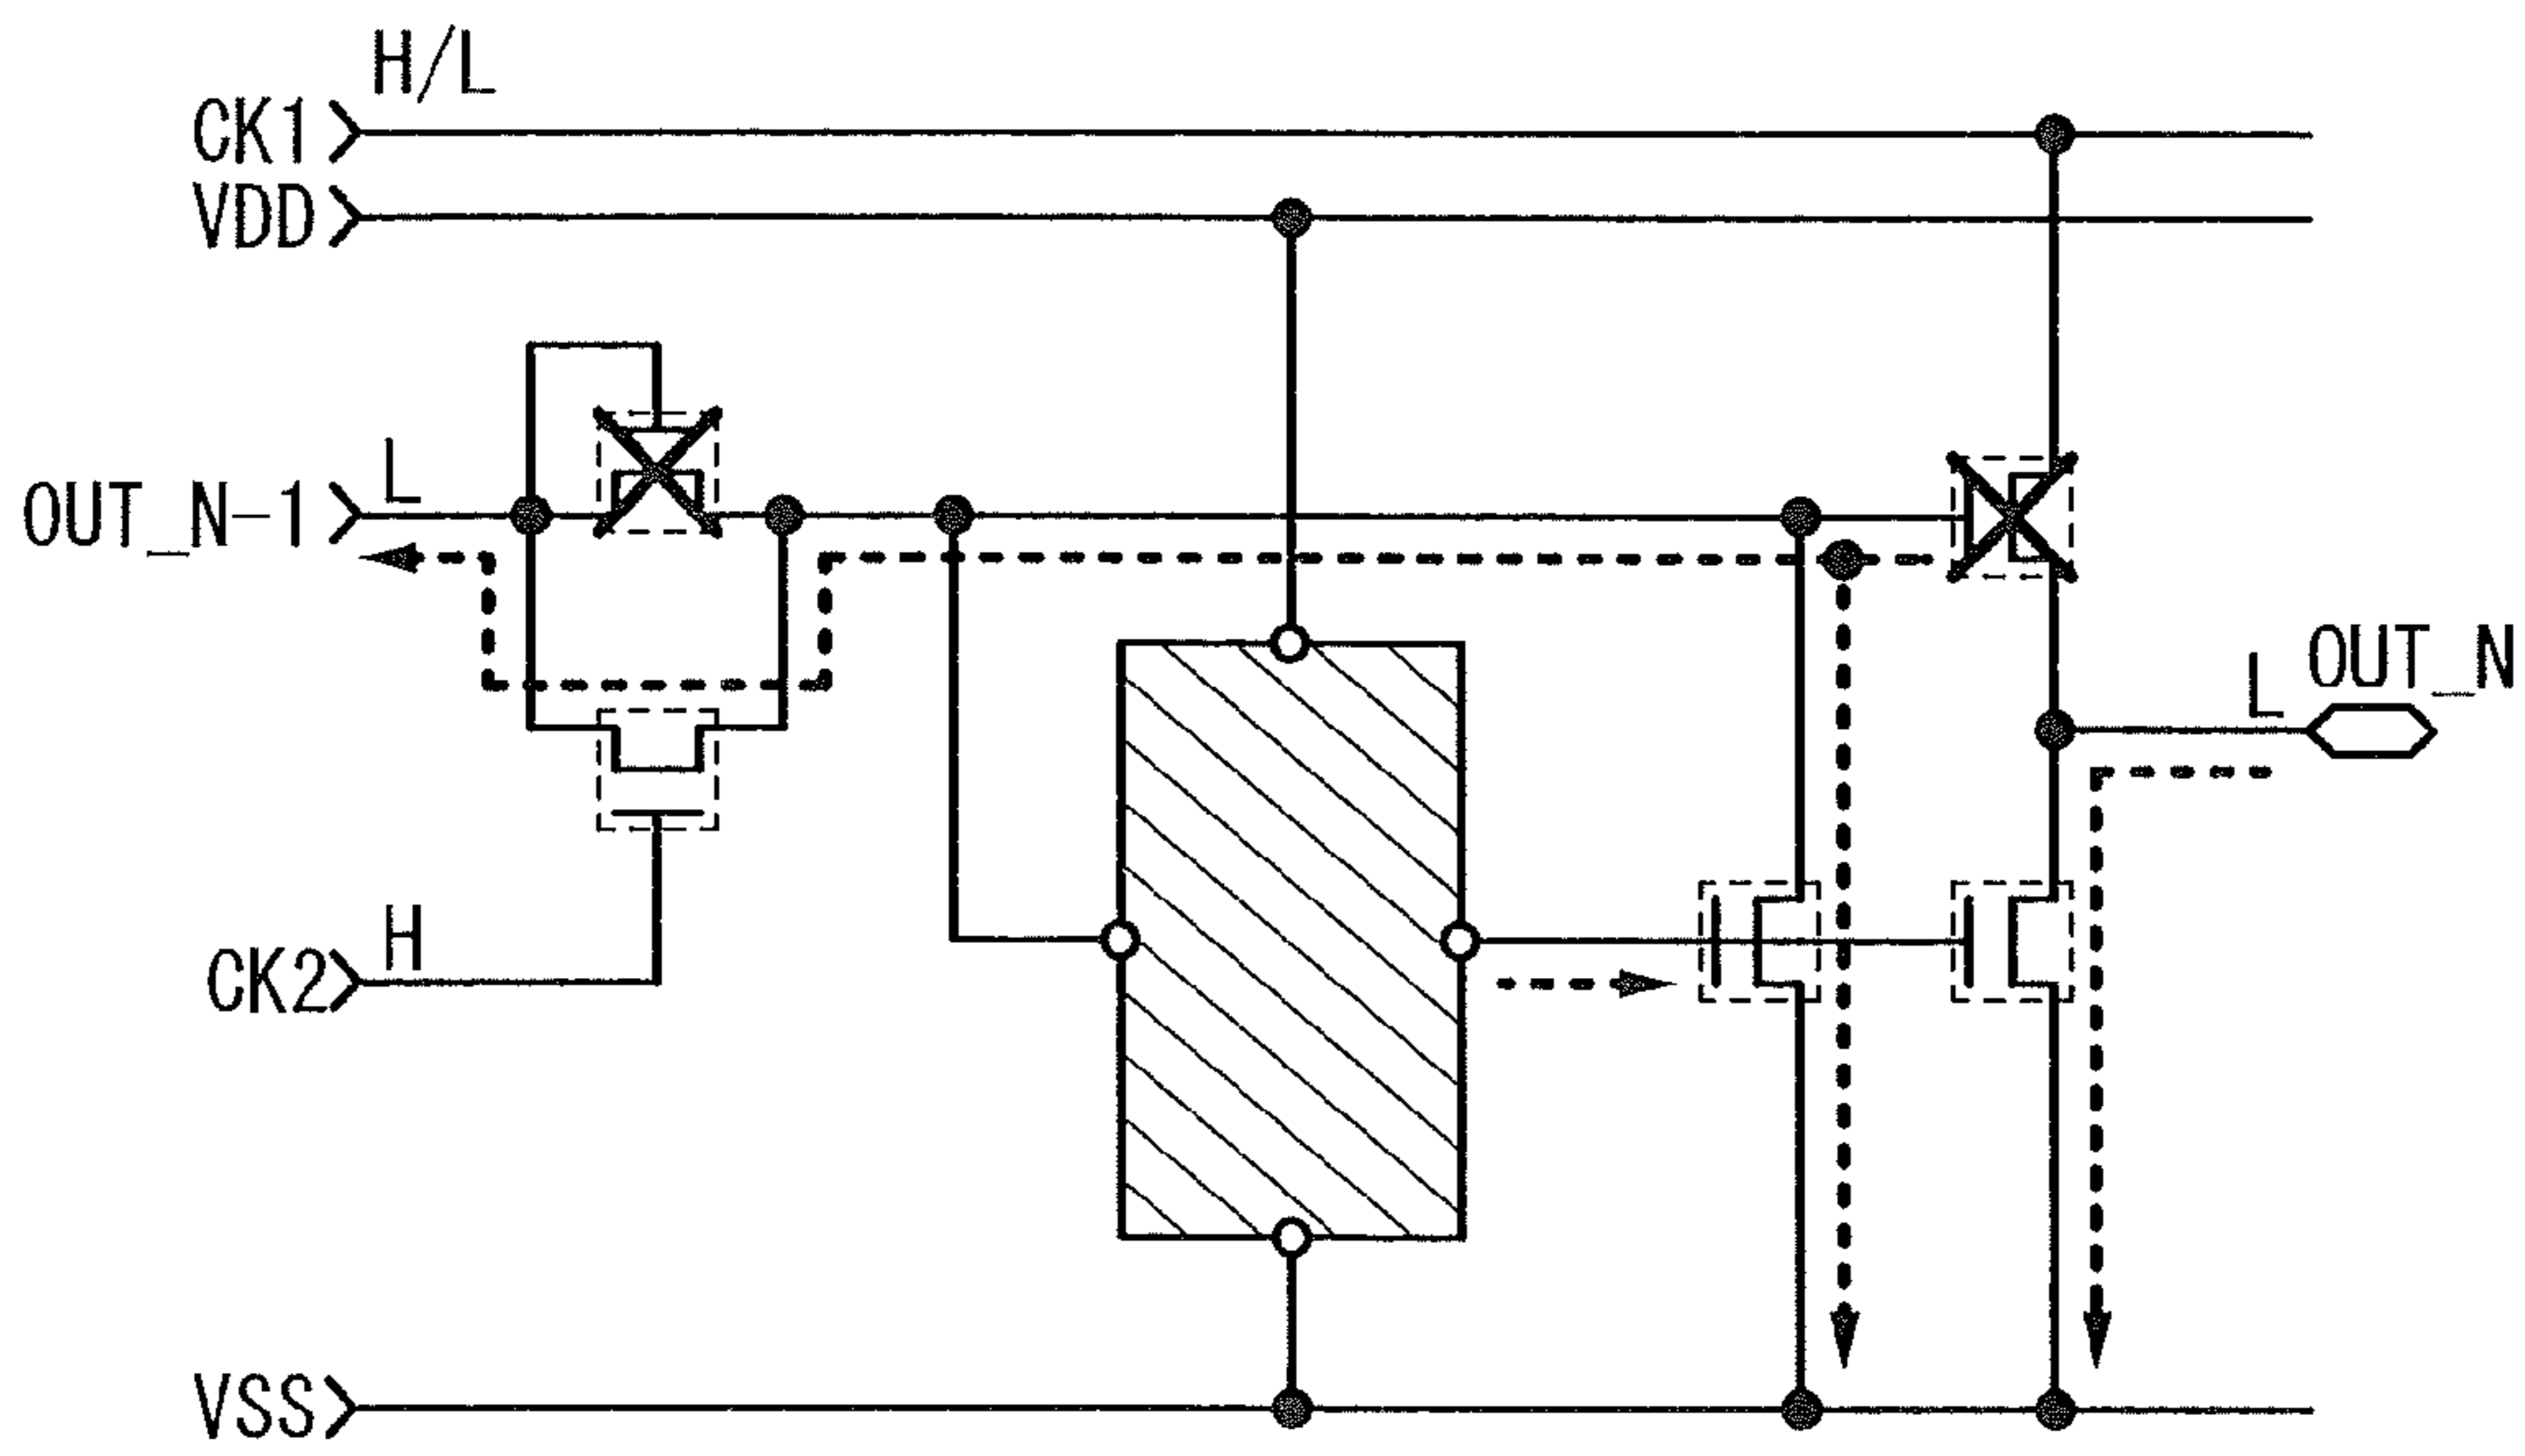 H/L
CK1
VDD
L
OUT_N-1
L
OUT_N
H
CK2
VSS